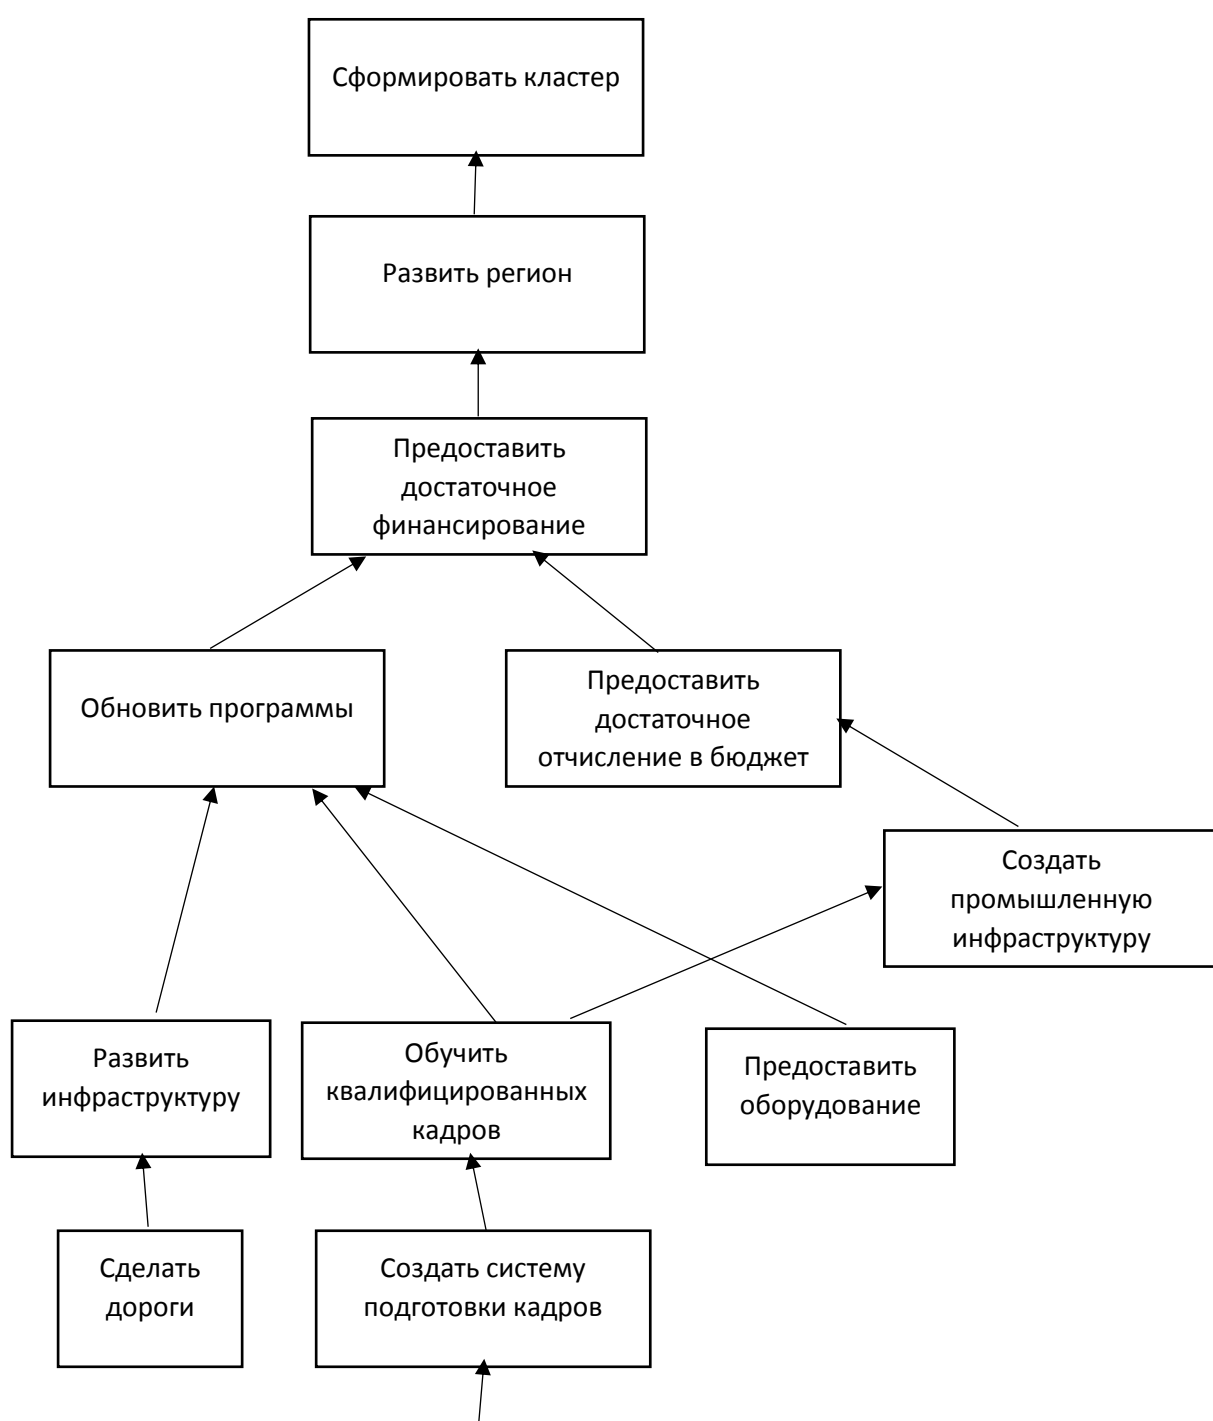 Сформировать кластер
Развить регион
Предоставить
достаточное
финансирование
Обновить программы
Предоставить
достаточное
отчисление в бюджет
Создать
промышленную
инфраструктуру
Развить
инфраструктуру
Обучить
квалифицированных
кадров
Предоставить
оборудование
Сделать
дороги
Создать систему
подготовки кадров